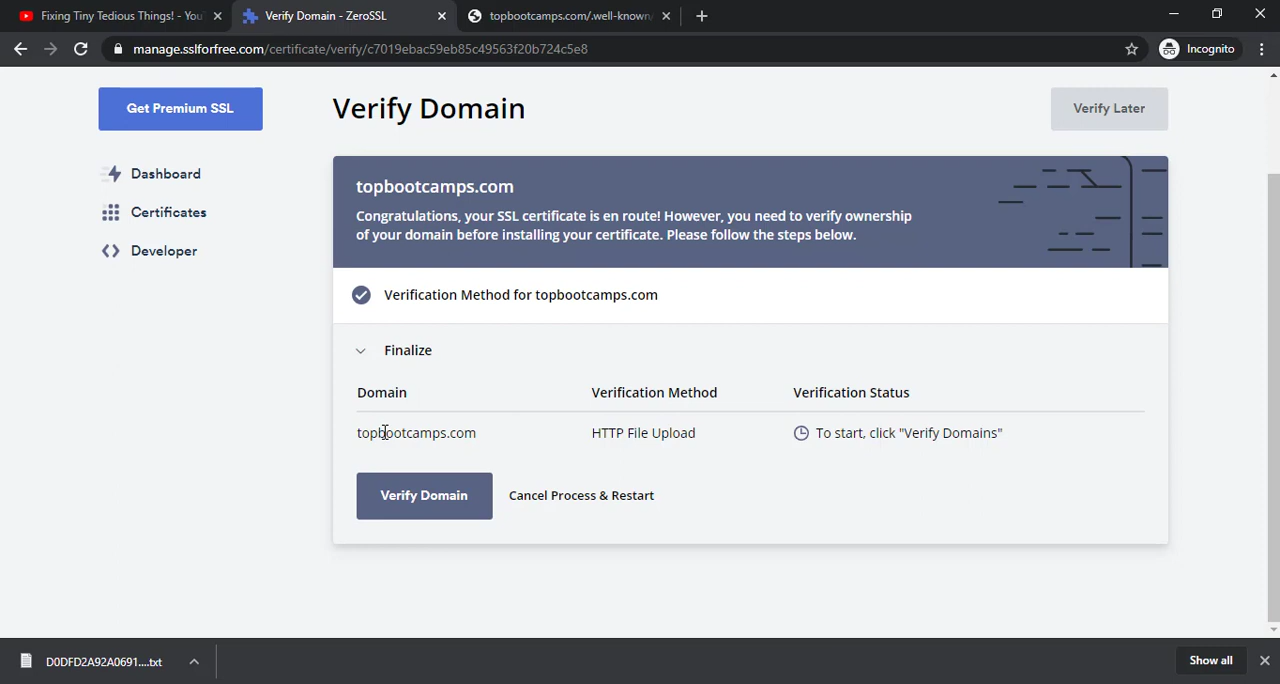 Fixing Tiny Tedious Things! - You
Verify Domain - ZeroSSL
topbootcamps.com/.well-known/
manage.sslforfree.com/certificate/verify/c7019ebac59eb85c49563f20b724c5e8
Incognito
Get Premium SSL
Verify Domain
Verify Later
Dashboard
Certificates
Developer
topbootcamps.com
Congratulations, your SSL certificate is en route! However, you need to verify ownership
of your domain before installing your certificate. Please follow the steps below.
Verification Method for topbootcamps.com
Finalize
Domain Verification Method Verification Status
topbootcamps.com HTTP File Upload To start, click "Verify Domains"
Verify Domain Cancel Process & Restart
D0DFD2A92A0691....txt
Show all